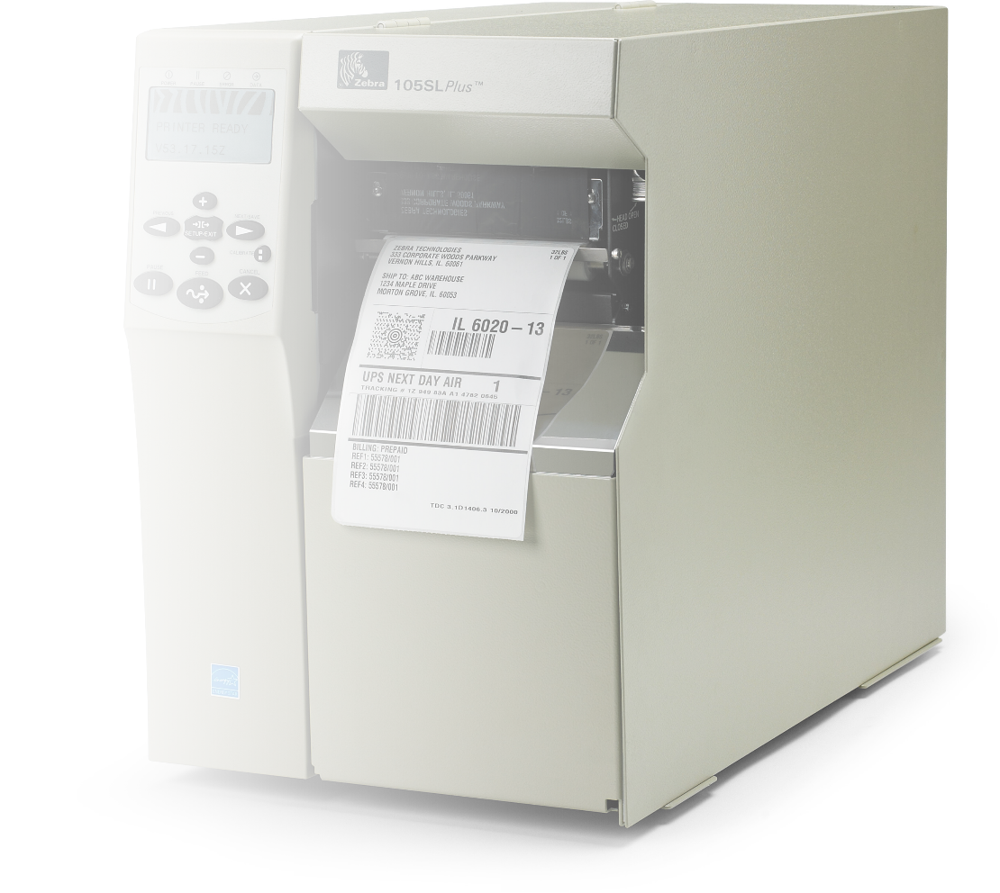 Zebra 105SLPlus™
PRINTER READY
V63.17.15Z
SETUP/EXIT
CALIBRATE
FEED
CANCEL
HEAD OPEN
CLOSED
ZEBRA TECHNOLOGIES
333 CORPORATE WOODS PARKWAY
VERNON HILLS, IL. 60061
32LBS
1 OF 1
SHIP TO: ABC WAREHOUSE
1234 MAPLE DRIVE
MORTON GROVE, IL. 60053
IL 6020-13
UPS NEXT DAY AIR 1
TRACKING # 1Z 949 83A A1 4782 0845
BILLING: PREPAID
REF1: 55578/001
REF2: 55578/001
REF3: 55578/001
REF4: 55578/001
TDC 3.1D1406.3 10/2000